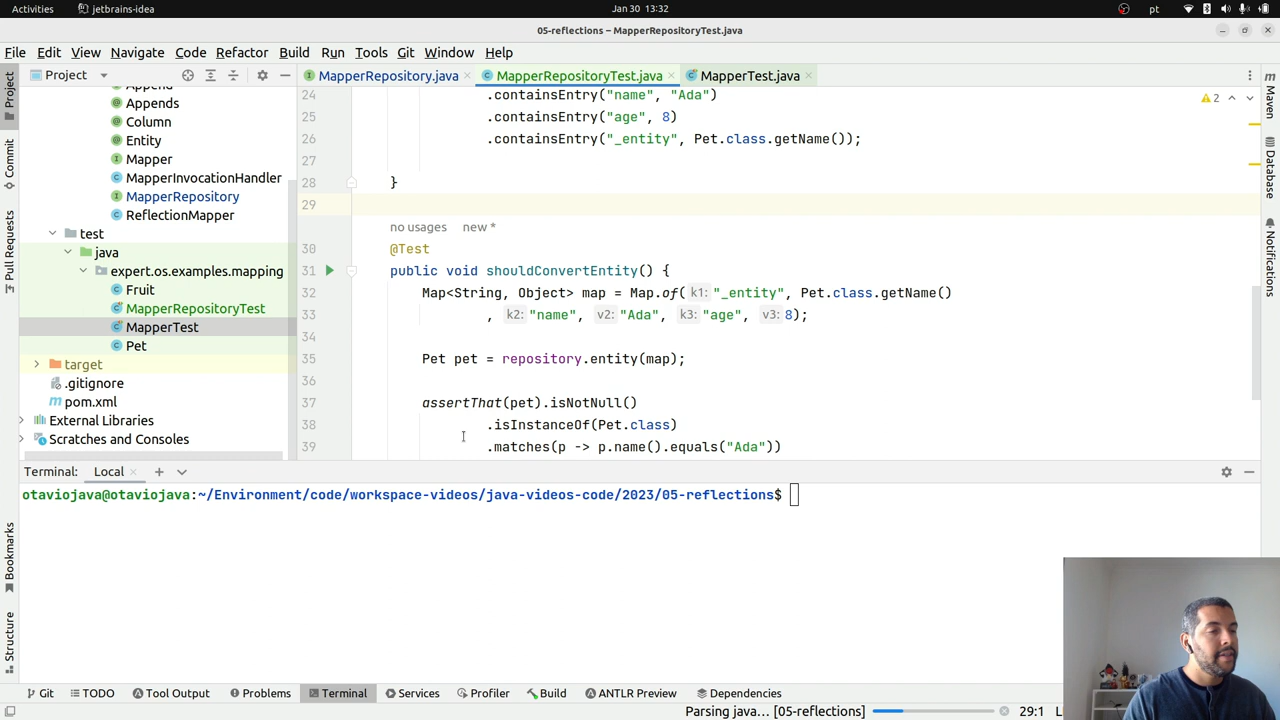 Activities
jetbrains-idea
Jan 30 13:32
pt
05-reflections – MapperRepositoryTest.java
File Edit View Navigate Code Refactor Build Run Tools Git Window Help
Project
MapperRepository.java
MapperRepositoryTest.java
MapperTest.java
Append
Appends
Column
Entity
Mapper
MapperInvocationHandler
MapperRepository
ReflectionMapper
test
java
expert.os.examples.mapping
Fruit
MapperRepositoryTest
MapperTest
Pet
target
.gitignore
pom.xml
External Libraries
Scratches and Consoles
24 .containsEntry("name", "Ada")
25 .containsEntry("age", 8)
26 .containsEntry("_entity", Pet.class.getName());
27
28 }
29
no usages new *
30 @Test
31 public void shouldConvertEntity() {
32 Map<String, Object> map = Map.of( k1: "_entity", Pet.class.getName()
33 , k2: "name", v2: "Ada", k3: "age", v3: 8);
34
35 Pet pet = repository.entity(map);
36
37 assertThat(pet).isNotNull()
38 .isInstanceOf(Pet.class)
39 .matches(p -> p.name().equals("Ada"))
2
Project
Commit
Pull Requests
Bookmarks
Structure
Maven
Database
Notifications
Terminal: Local
otaviojava@otaviojava:~/Environment/code/workspace-videos/java-videos-code/2023/05-reflections$
Git TODO Test Results Problems Terminal Services Profiler Build ANTLR Preview Dependencies
Parsing java... [05-reflections]
29:1